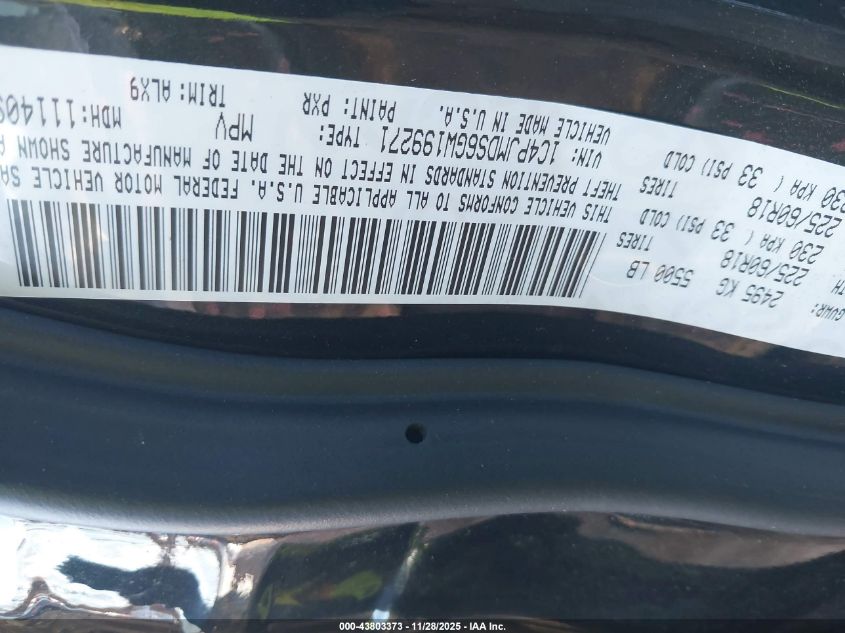 GVWR:
2495 KG 5500 LB
225/60R18 TIRES
230 KPA ( 33 PSI) COLD
225/60R18 TIRES
230 KPA ( 33 PSI) COLD
THIS VEHICLE CONFORMS TO ALL APPLICABLE U.S.A. FEDERAL MOTOR VEHICLE SA
THEFT PREVENTION STANDARDS IN EFFECT ON THE DATE OF MANUFACTURE SHOWN
VIN: 1C4PJMDS6GW199271 TYPE: MPV MDH:11140
VEHICLE MADE IN U.S.A. PAINT: PXR TRIM: ALX9
000-43803373 - 11/28/2025 - IAA Inc.